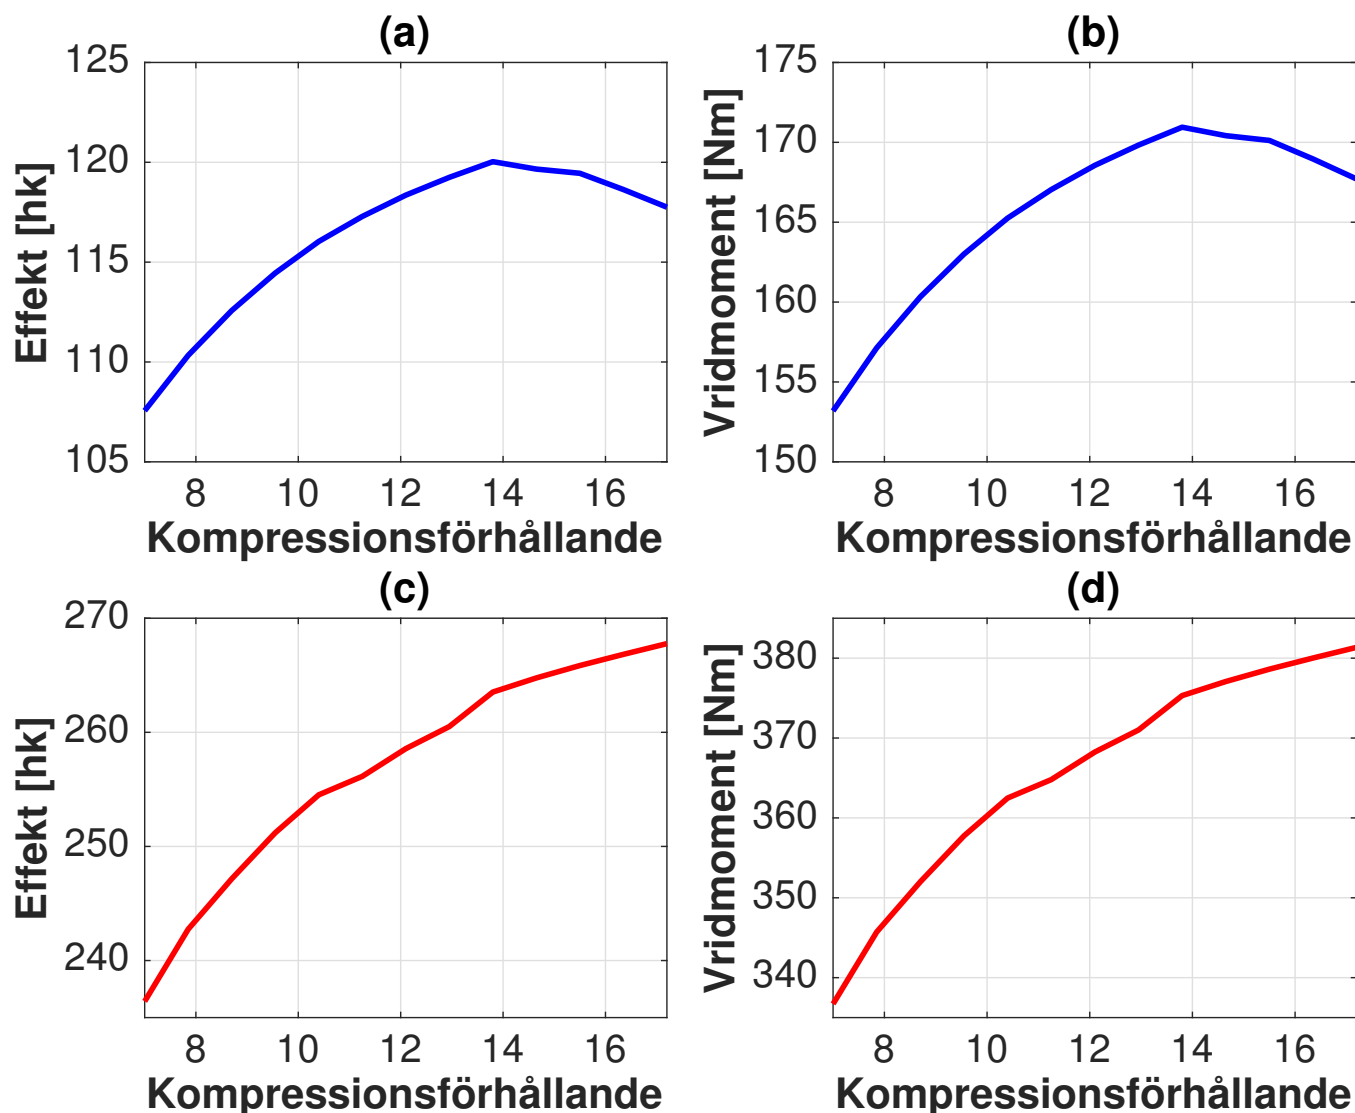 (a)
125
120
115
110
105
Effekt [hk]
8 10 12 14 16
Kompressionsförhållande
(b)
175
170
165
160
155
150
Vridmoment [Nm]
8 10 12 14 16
Kompressionsförhållande
(c)
270
260
250
240
Effekt [hk]
8 10 12 14 16
Kompressionsförhållande
(d)
380
370
360
350
340
Vridmoment [Nm]
8 10 12 14 16
Kompressionsförhållande